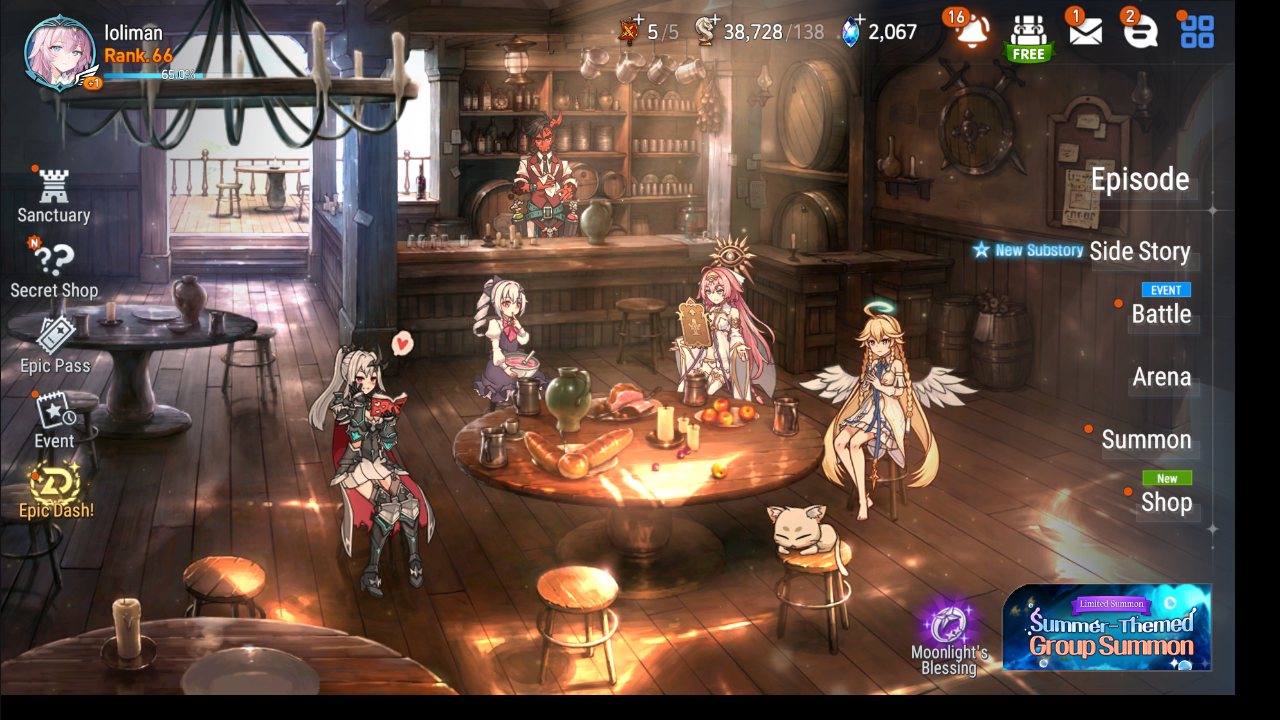 loliman
Rank.66
65.0%
+1
5/5
38,728/138
2,067
16
FREE
1
2
Sanctuary
N
??
Secret Shop
Epic Pass
Event
Epic Dash!
Episode
New Substory
Side Story
EVENT
Battle
Arena
Summon
New
Shop
Moonlight's
Blessing
Limited Summon
Summer-Themed
Group Summon